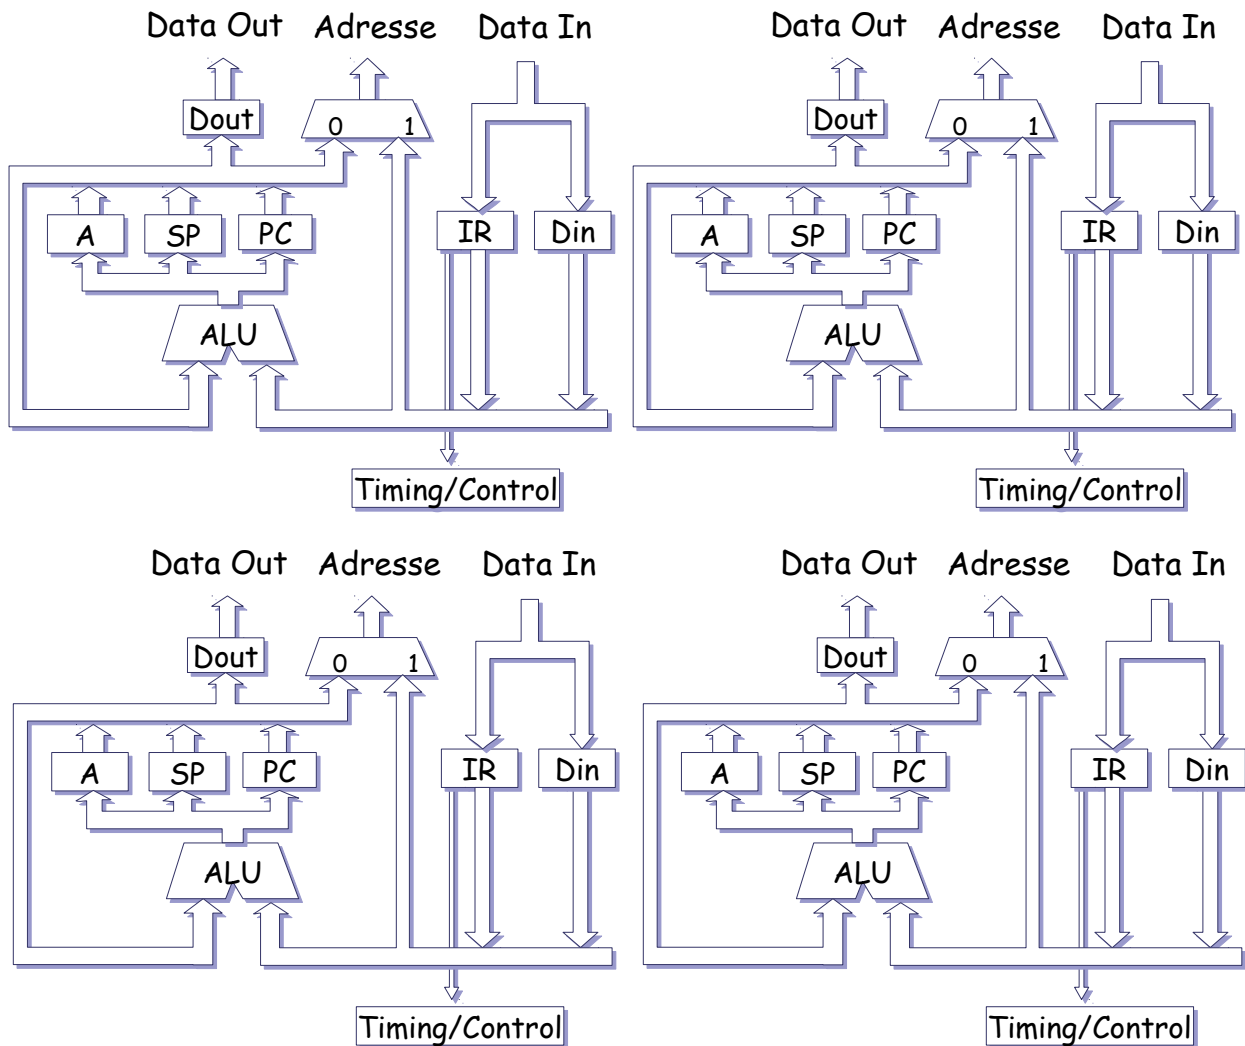 Data Out Adresse Data In
Dout 0 1
A SP PC IR Din
ALU
Timing/Control
Data Out Adresse Data In
Dout 0 1
A SP PC IR Din
ALU
Timing/Control
Data Out Adresse Data In
Dout 0 1
A SP PC IR Din
ALU
Timing/Control
Data Out Adresse Data In
Dout 0 1
A SP PC IR Din
ALU
Timing/Control